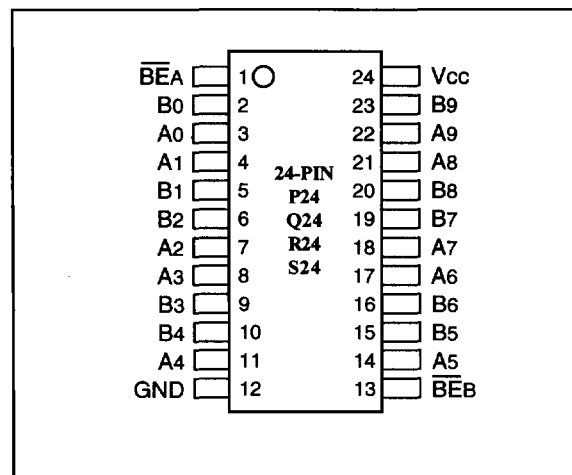 B̅E̅A 1 24 Vcc
B0 2 23 B9
A0 3 22 A9
A1 4 21 A8
B1 5 20 B8
B2 6 19 B7
A2 7 18 A7
A3 8 17 A6
B3 9 16 B6
B4 10 15 B5
A4 11 14 A5
GND 12 13 B̅E̅B
24-PIN
P24
Q24
R24
S24